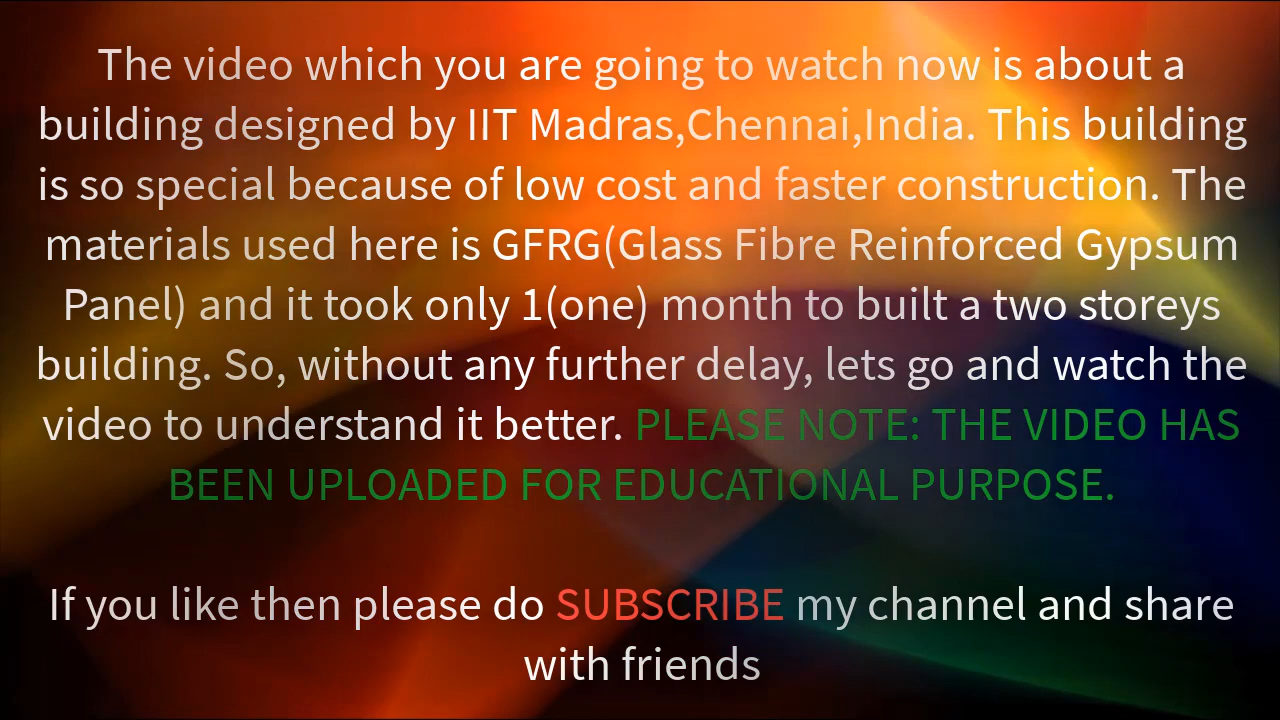 The video which you are going to watch now is about a
building designed by IIT Madras,Chennai,India. This building
is so special because of low cost and faster construction. The
materials used here is GFRG(Glass Fibre Reinforced Gypsum
Panel) and it took only 1(one) month to built a two storeys
building. So, without any further delay, lets go and watch the
video to understand it better. PLEASE NOTE: THE VIDEO HAS
BEEN UPLOADED FOR EDUCATIONAL PURPOSE.
If you like then please do SUBSCRIBE my channel and share
with friends